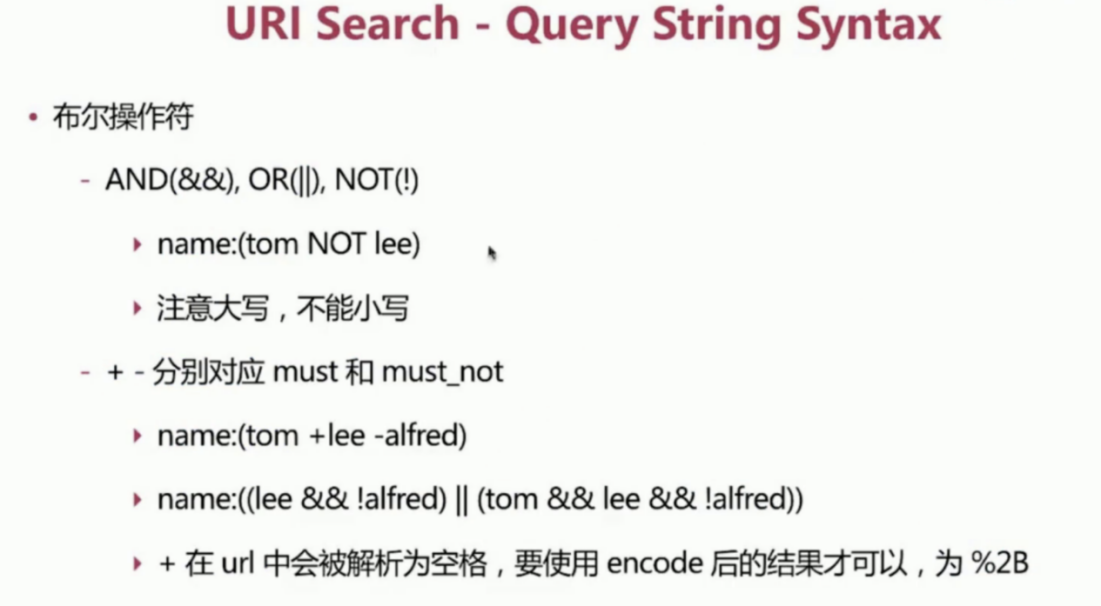 URI Search - Query String Syntax
• 布尔操作符
- AND(&&), OR(||), NOT(!)
name:(tom NOT lee)
注意大写，不能小写
- + - 分别对应 must 和 must_not
name:(tom +lee -alfred)
name:((lee && !alfred) || (tom && lee && !alfred))
+ 在 url 中会被解析为空格，要使用 encode 后的结果才可以，为 %2B